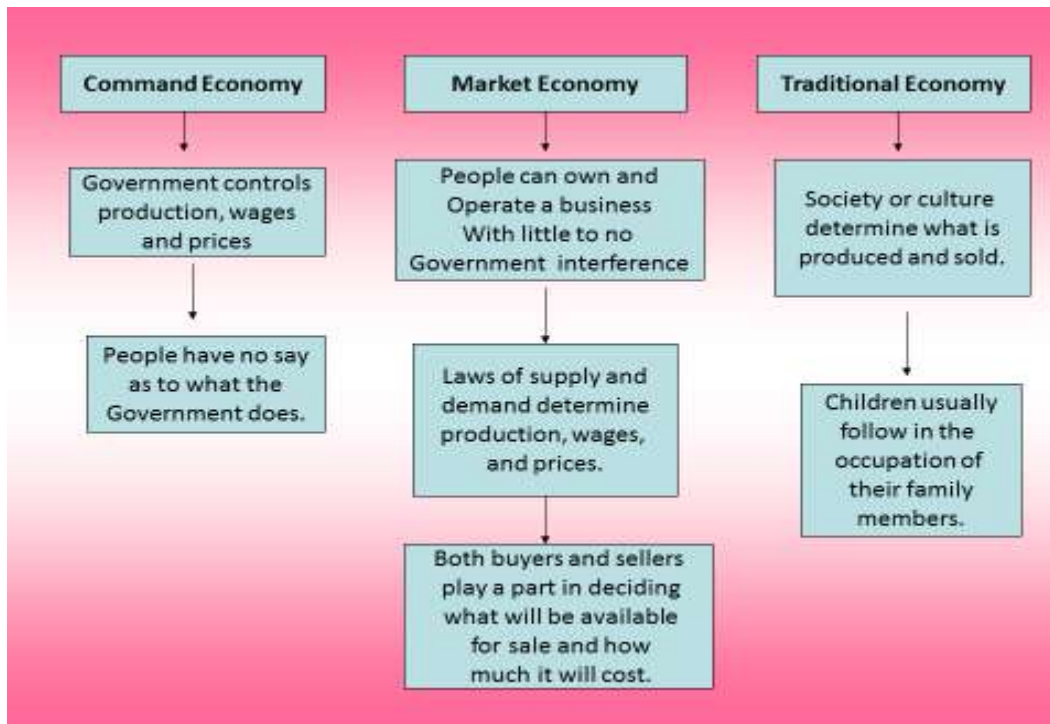 Command Economy
Government controls
production, wages
and prices
People have no say
as to what the
Government does.
Market Economy
People can own and
Operate a business
With little to no
Government interference
Laws of supply and
demand determine
production, wages,
and prices.
Both buyers and sellers
play a part in deciding
what will be available
for sale and how
much it will cost.
Traditional Economy
Society or culture
determine what is
produced and sold.
Children usually
follow in the
occupation of
their family
members.